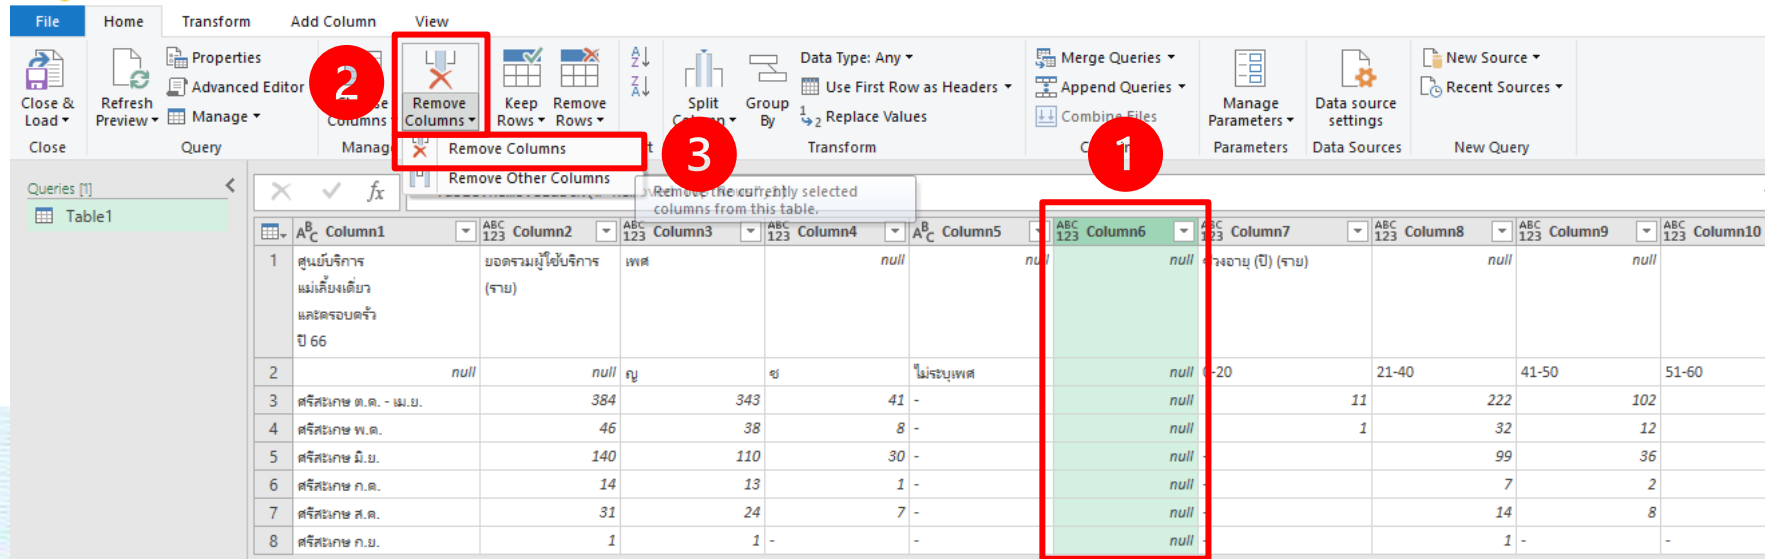 File Home Transform Add Column View
Close & Load
Refresh Preview
Properties
Advanced Editor
Manage
2
Columns
Remove Columns
Keep Rows
Remove Rows
Split
Group By
Data Type: Any
Use First Row as Headers
Replace Values
Merge Queries
Append Queries
Combine Files
Manage Parameters
Data source settings
New Source
Recent Sources
Close Query Manag Transform Parameters Data Sources New Query
Remove Columns
3
1
Remove Other Columns
Remove the currently selected
columns from this table.
Queries [1]
Table1
fx
Column1 Column2 Column3 Column4 Column5 Column6 Column7 Column8 Column9 Column10
1 ศูนย์บริการ ยอดรวมผู้ใช้บริการ เพศ null null null ช่วงอายุ (ปี) (ราย) null null
แม่เลี้ยงเดี่ยว (ราย)
และครอบครัว
ปี 66
2 null null ญ ช ไม่ระบุเพศ null 0-20 21-40 41-50 51-60
3 ศรีสะเกษ ต.ค. - เม.ย. 384 343 41 - null 11 222 102
4 ศรีสะเกษ พ.ค. 46 38 8 - null 1 32 12
5 ศรีสะเกษ มิ.ย. 140 110 30 - null - 99 36
6 ศรีสะเกษ ก.ค. 14 13 1 - null - 7 2
7 ศรีสะเกษ ส.ค. 31 24 7 - null - 14 8
8 ศรีสะเกษ ก.ย. 1 1 - - null - 1 - -